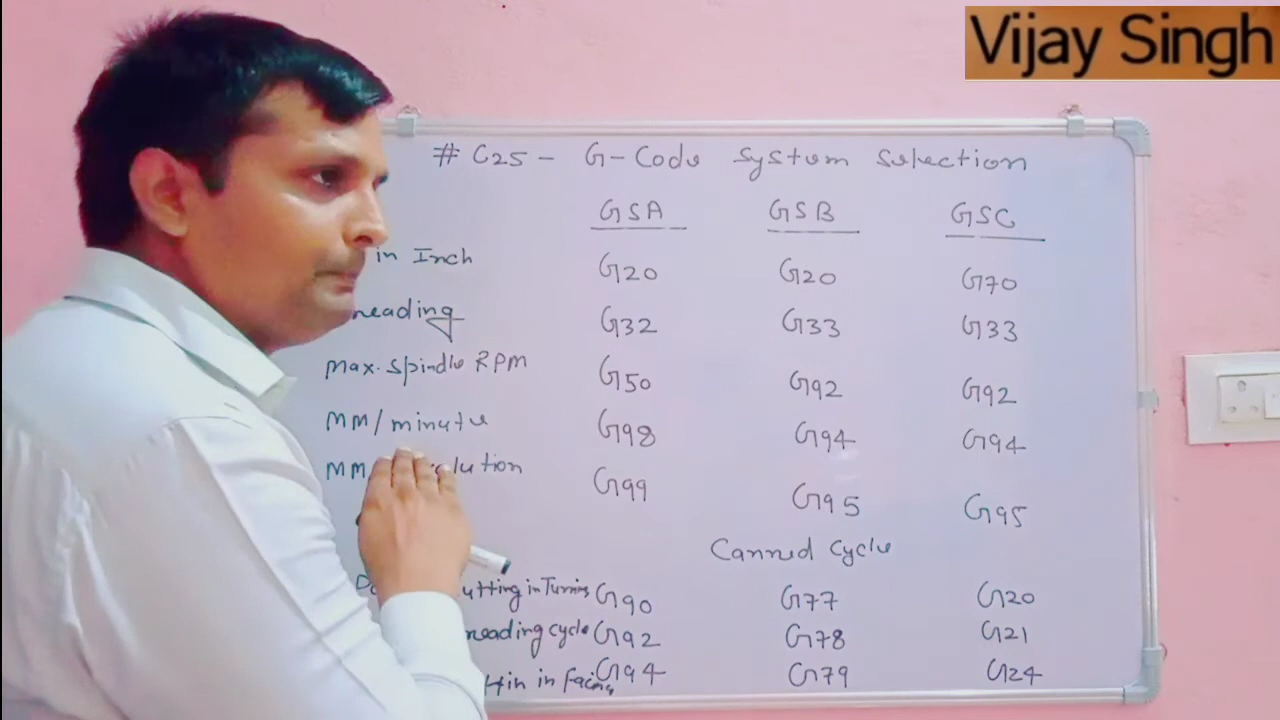 Vijay Singh
# C25 - G-Code System Selection
GSA GSB GSC
in Inch G20 G20 G70
reading G32 G33 G33
Max. Spindle RPM G50 G92 G92
MM/minute G98 G94 G94
MM lution G99 G95 G95
Canned Cycle
utting in Turning G90 G77 G20
reading cycle G92 G78 G21
in Facing G94 G79 G24